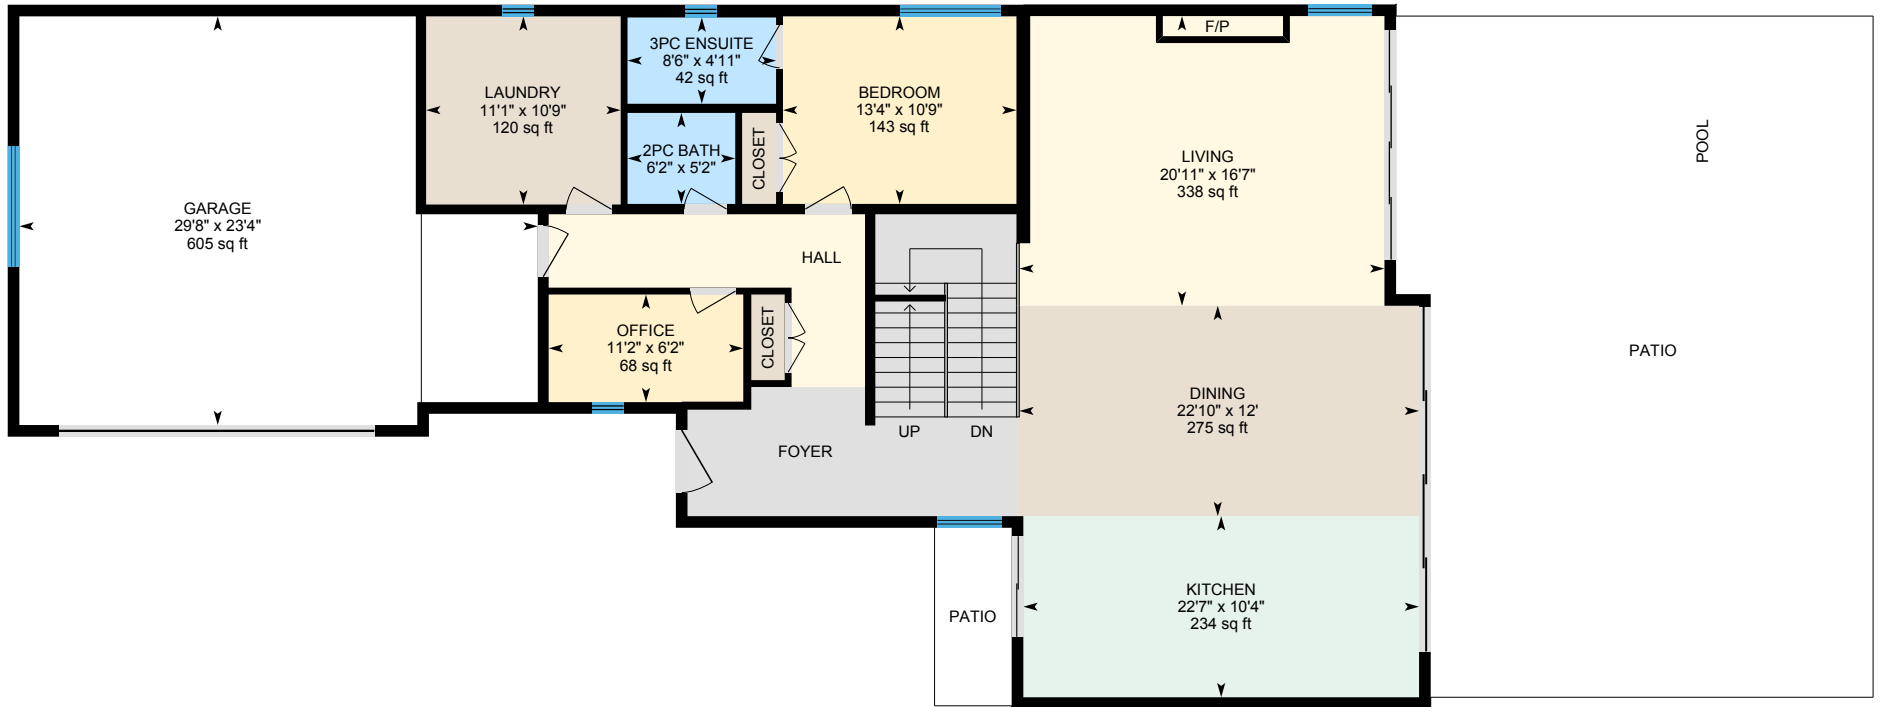 F/P
3PC ENSUITE
8'6" x 4'11"
42 sq ft
LAUNDRY
11'1" x 10'9"
120 sq ft
BEDROOM
13'4" x 10'9"
143 sq ft
2PC BATH
6'2" x 5'2"
CLOSET
LIVING
20'11" x 16'7"
338 sq ft
POOL
GARAGE
29'8" x 23'4"
605 sq ft
HALL
OFFICE
11'2" x 6'2"
68 sq ft
CLOSET
PATIO
DINING
22'10" x 12'
275 sq ft
UP
DN
FOYER
KITCHEN
22'7" x 10'4"
234 sq ft
PATIO